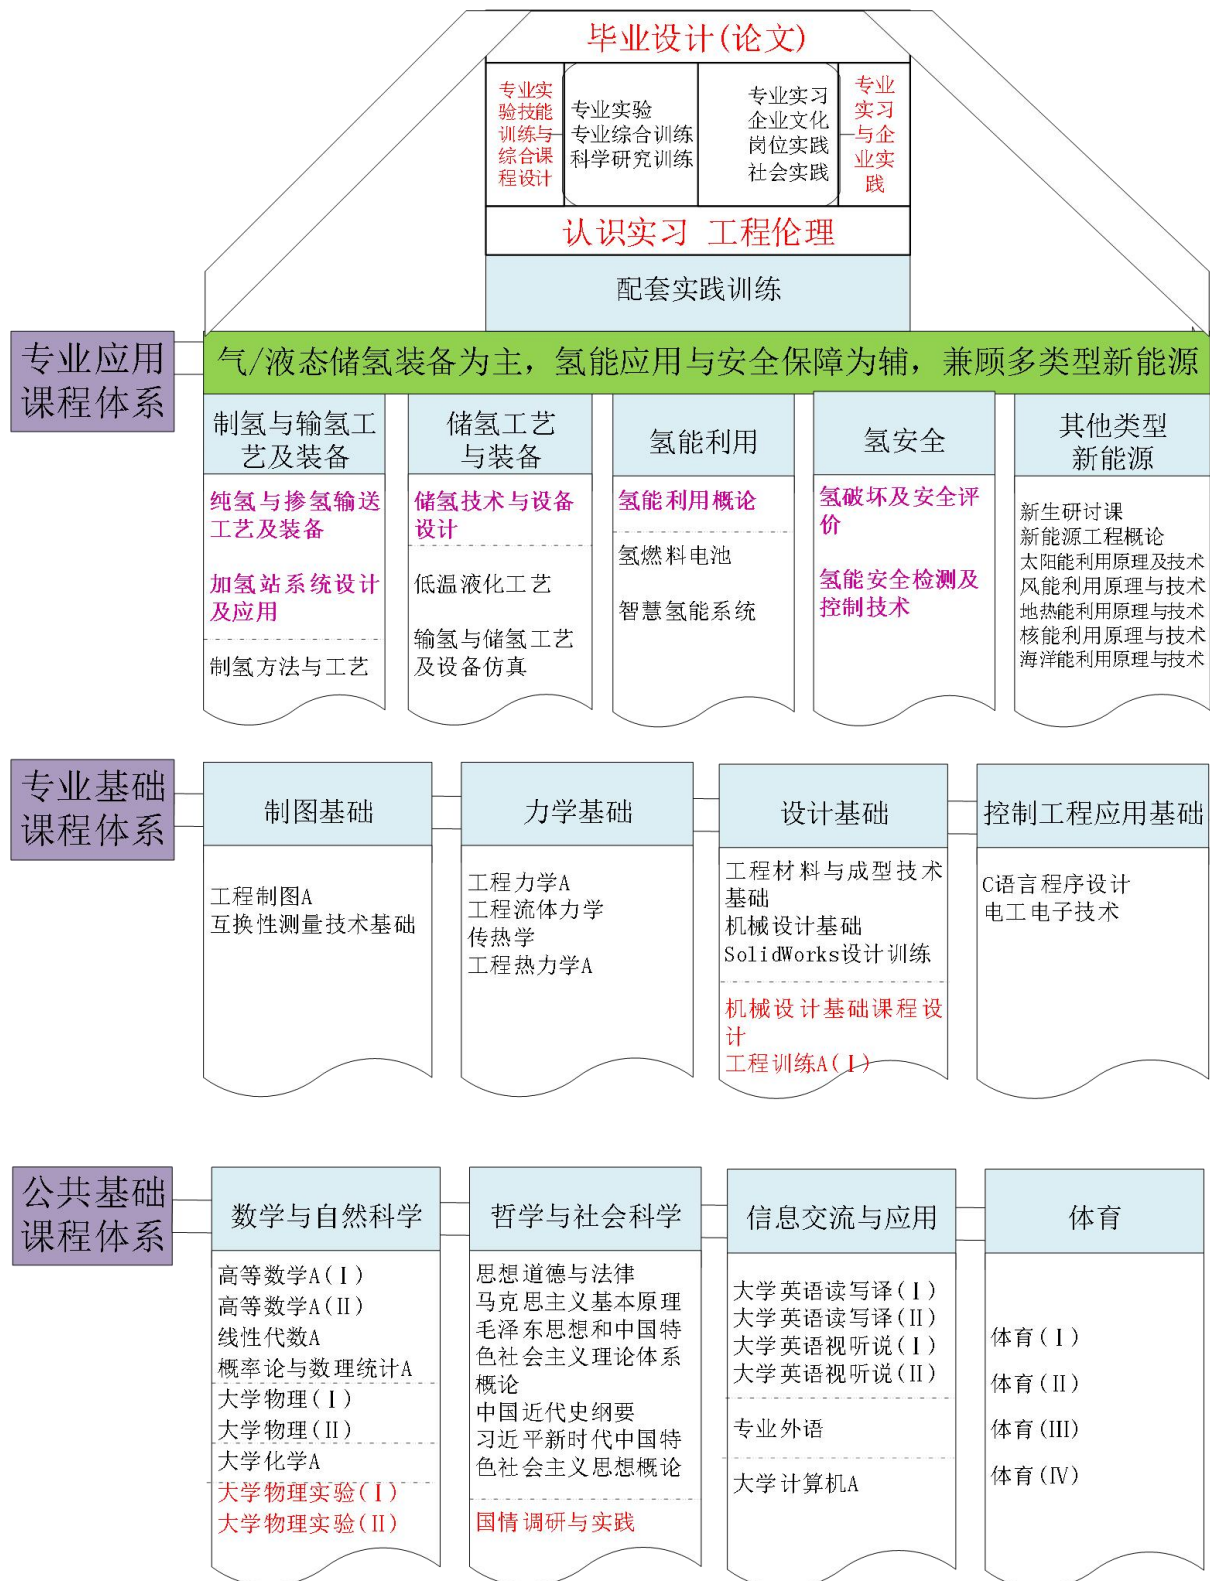 毕业设计(论文)
专业实
验技能
训练与
综合课
程设计
专业实验
专业综合训练
科学研究训练
专业实习
企业文化
岗位实践
社会实践
专业
实习
与企
业实
践
认识实习 工程伦理
配套实践训练
专业应用
课程体系
气/液态储氢装备为主，氢能应用与安全保障为辅，兼顾多类型新能源
制氢与输氢工
艺及装备
纯氢与掺氢输送
工艺及装备
加氢站系统设计
及应用
制氢方法与工艺
储氢工艺
与装备
储氢技术与设备
设计
低温液化工艺
输氢与储氢工艺
及设备仿真
氢能利用
氢能利用概论
氢燃料电池
智慧氢能系统
氢安全
氢破坏及安全评
价
氢能安全检测及
控制技术
其他类型
新能源
新生研讨课
新能源工程概论
太阳能利用原理及技术
风能利用原理与技术
地热能利用原理与技术
核能利用原理与技术
海洋能利用原理与技术
专业基础
课程体系
制图基础
工程制图A
互换性测量技术基础
力学基础
工程力学A
工程流体力学
传热学
工程热力学A
设计基础
工程材料与成型技术
基础
机械设计基础
SolidWorks设计训练
机械设计基础课程设
计
工程训练A(Ⅰ)
控制工程应用基础
C语言程序设计
电工电子技术
公共基础
课程体系
数学与自然科学
高等数学A(Ⅰ)
高等数学A(Ⅱ)
线性代数A
概率论与数理统计A
大学物理(Ⅰ)
大学物理(Ⅱ)
大学化学A
大学物理实验(Ⅰ)
大学物理实验(Ⅱ)
哲学与社会科学
思想道德与法律
马克思主义基本原理
毛泽东思想和中国特
色社会主义理论体系
概论
中国近代史纲要
习近平新时代中国特
色社会主义思想概论
国情调研与实践
信息交流与应用
大学英语读写译(Ⅰ)
大学英语读写译(Ⅱ)
大学英语视听说(Ⅰ)
大学英语视听说(Ⅱ)
专业外语
大学计算机A
体育
体育(Ⅰ)
体育(Ⅱ)
体育(Ⅲ)
体育(Ⅳ)